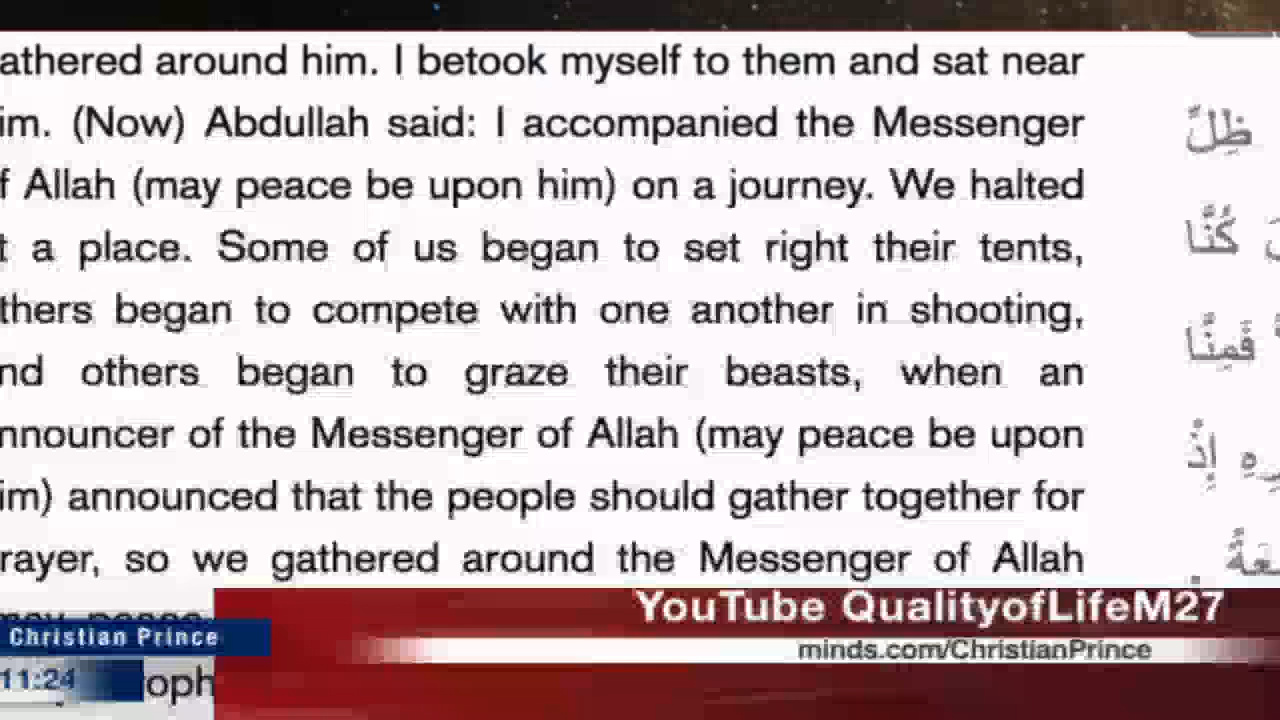 athered around him. I betook myself to them and sat near
im. (Now) Abdullah said: I accompanied the Messenger
f Allah (may peace be upon him) on a journey. We halted
t a place. Some of us began to set right their tents,
thers began to compete with one another in shooting,
nd others began to graze their beasts, when an
nnouncer of the Messenger of Allah (may peace be upon
im) announced that the people should gather together for
rayer, so we gathered around the Messenger of Allah
oph
ظِلِّ
كُنَّا
فَمِنَّا
إِذْ
YouTube QualityofLifeM27
minds.com/ChristianPrince
Christian Prince
11:24